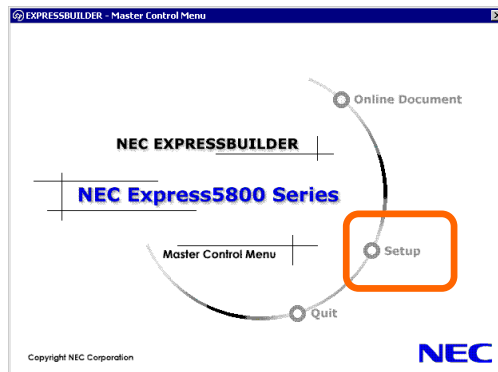 EXPRESSBUILDER - Master Control Menu
Online Document
NEC EXPRESSBUILDER
NEC Express5800 Series
Master Control Menu
Setup
Quit
Copyright NEC Corporation
NEC